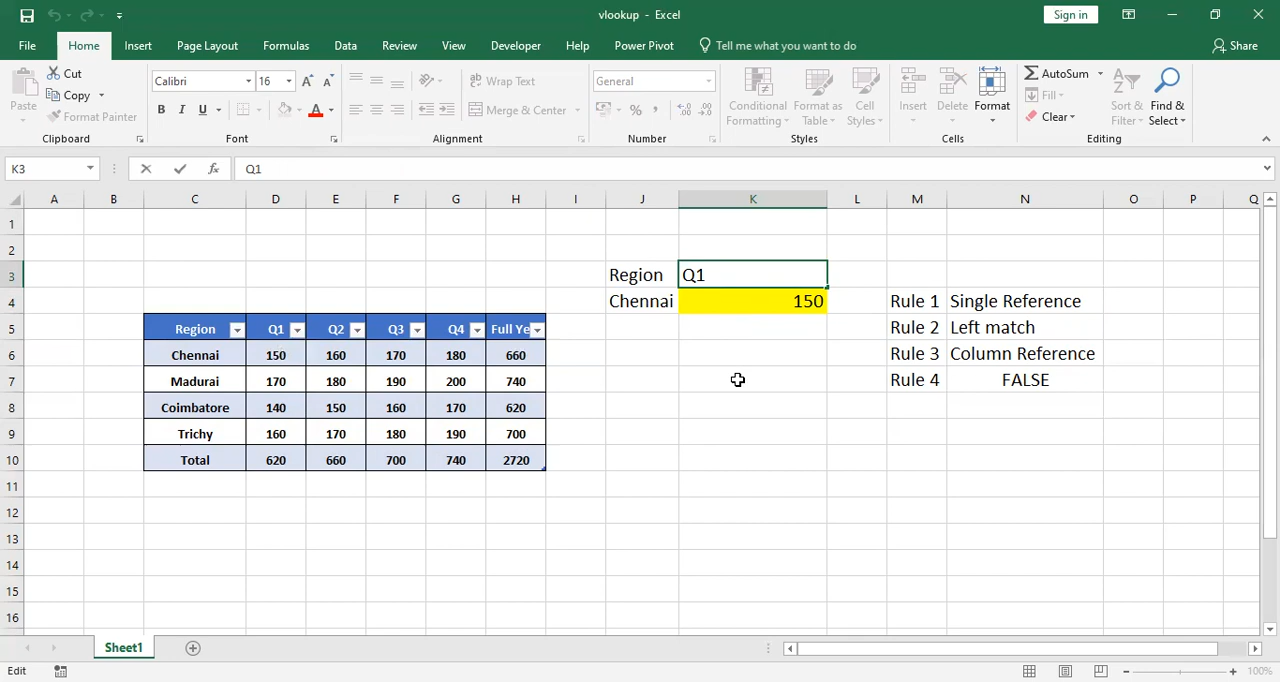 vlookup - Excel
Sign in
File Home Insert Page Layout Formulas Data Review View Developer Help Power Pivot Tell me what you want to do Share
Paste
Cut
Copy
Format Painter
Clipboard
Calibri 16
B I U
Font
Wrap Text
Merge & Center
Alignment
General
Number
Conditional Formatting
Format as Table
Cell Styles
Styles
Insert
Delete
Format
Cells
AutoSum
Fill
Clear
Sort & Filter
Find & Select
Editing
K3 fx Q1
A B C D E F G H I J K L M N O P Q
1
2
3 Region Q1
4 Chennai 150 Rule 1 Single Reference
5 Region Q1 Q2 Q3 Q4 Full Ye Rule 2 Left match
6 Chennai 150 160 170 180 660 Rule 3 Column Reference
7 Madurai 170 180 190 200 740 Rule 4 FALSE
8 Coimbatore 140 150 160 170 620
9 Trichy 160 170 180 190 700
10 Total 620 660 700 740 2720
11
12
13
14
15
16
Sheet1
Edit 100%